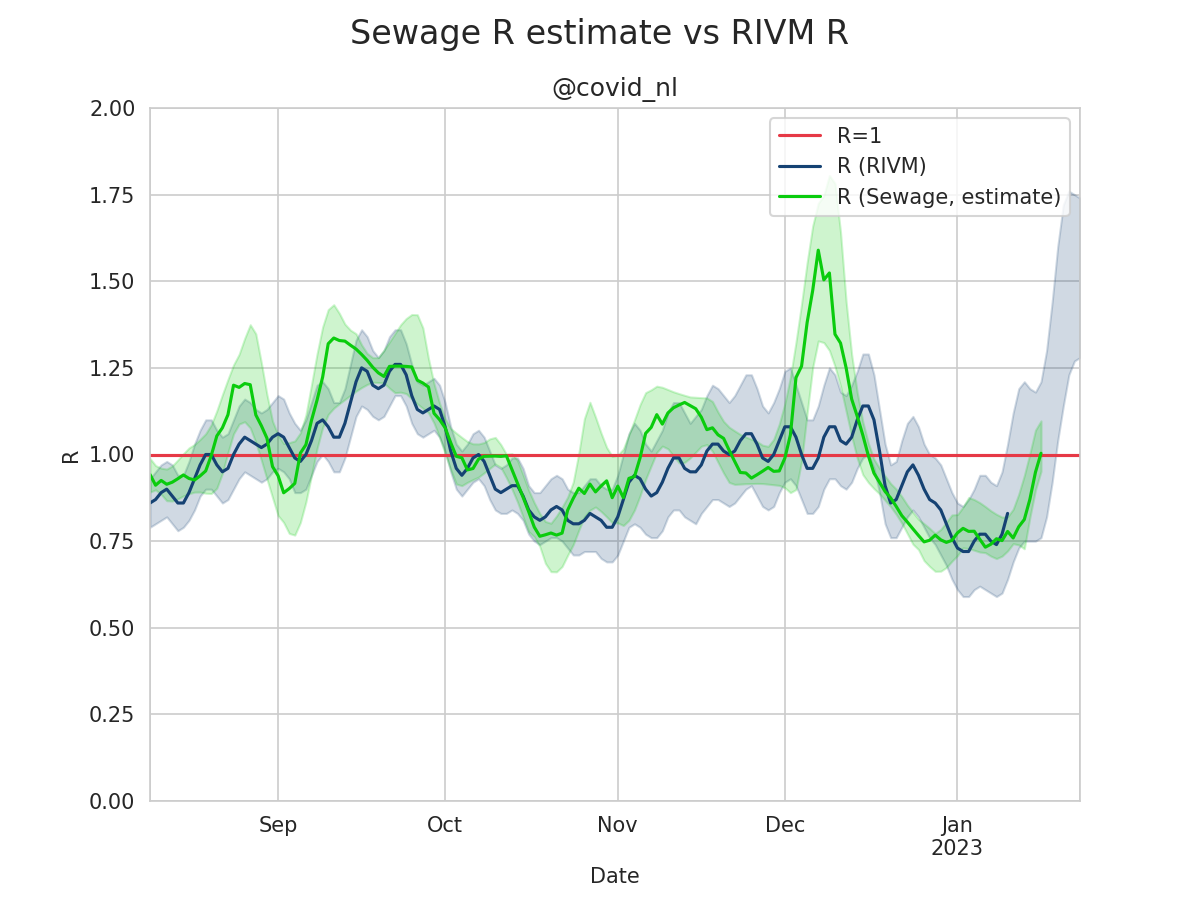 Sewage R estimate vs RIVM R
@covid_nl
2.00
1.75
1.50
1.25
1.00
0.75
0.50
0.25
0.00
R
R=1
R (RIVM)
R (Sewage, estimate)
Sep
Oct
Nov
Dec
Jan
2023
Date